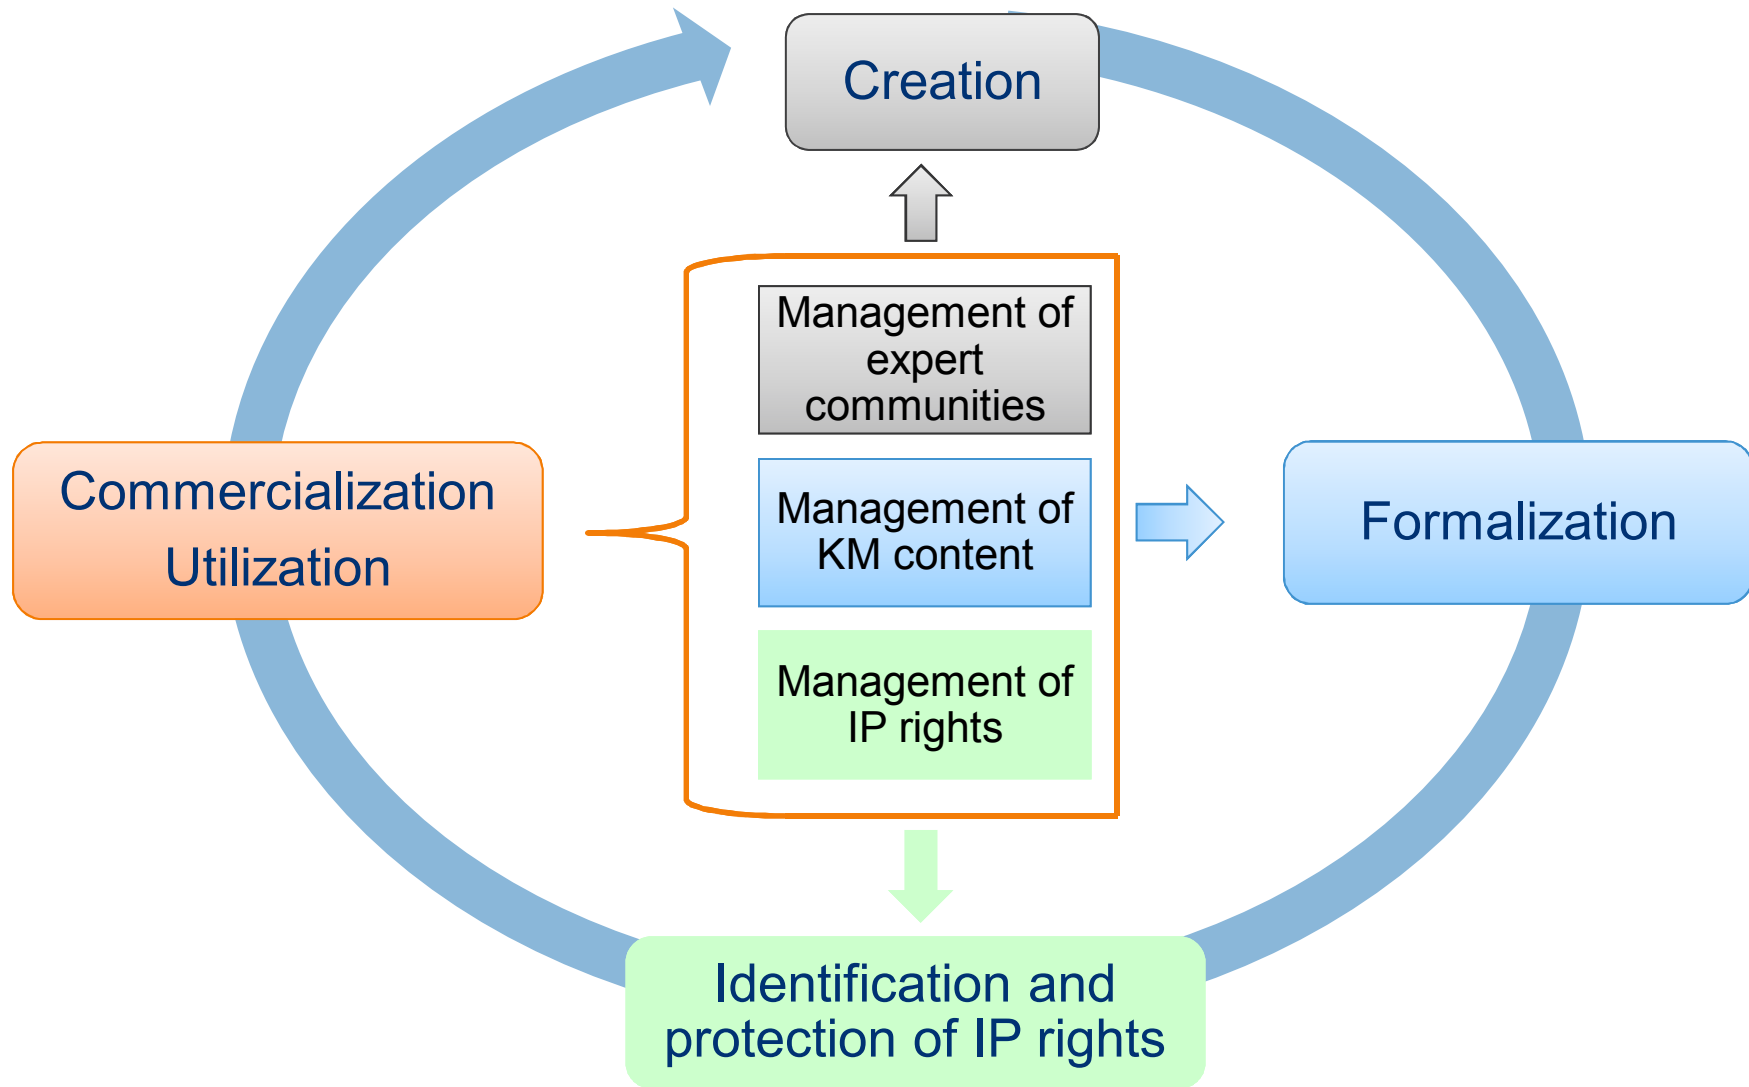 Creation
Management of
expert
communities
Commercialization
Utilization
Management of
KM content
Formalization
Management of
IP rights
Identification and
protection of IP rights